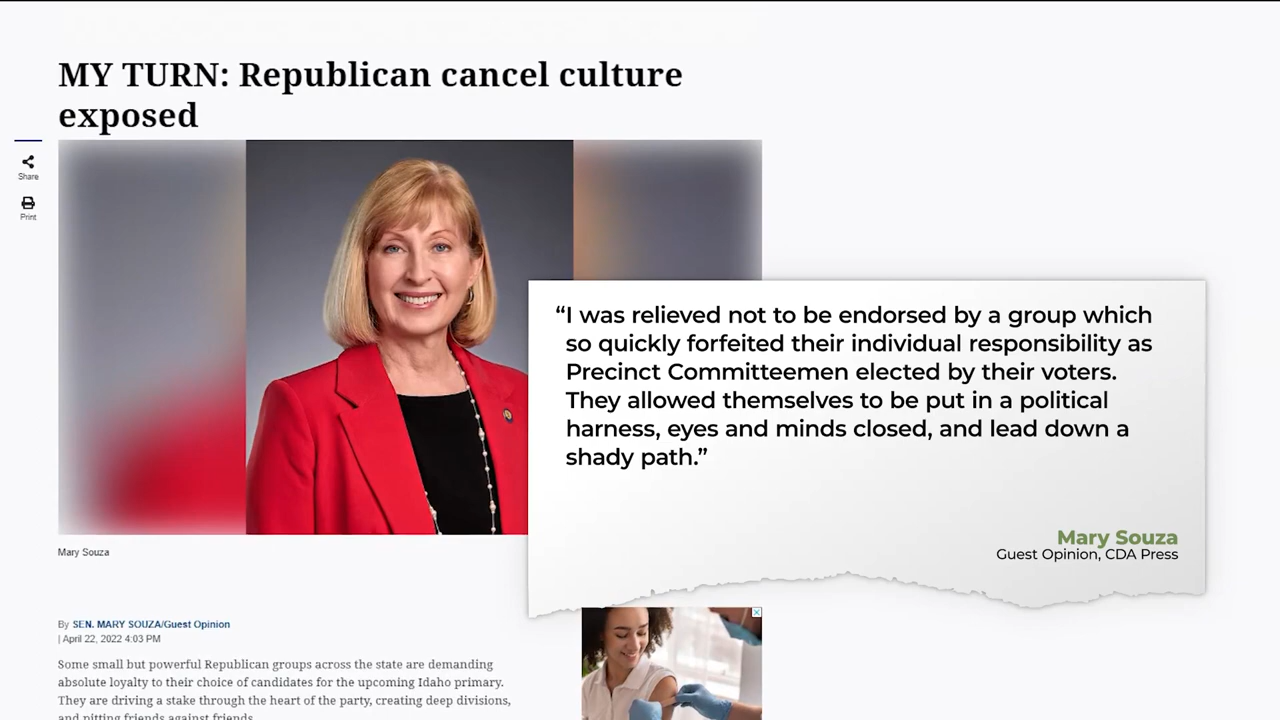 MY TURN: Republican cancel culture
exposed
Share
Print
“I was relieved not to be endorsed by a group which
so quickly forfeited their individual responsibility as
Precinct Committeemen elected by their voters.
They allowed themselves to be put in a political
harness, eyes and minds closed, and lead down a
shady path.”
Mary Souza
Guest Opinion, CDA Press
Mary Souza
By SEN. MARY SOUZA/Guest Opinion
| April 22, 2022 4:03 PM
Some small but powerful Republican groups across the state are demanding
absolute loyalty to their choice of candidates for the upcoming Idaho primary.
They are driving a stake through the heart of the party, creating deep divisions,
and pitting friends against friends.